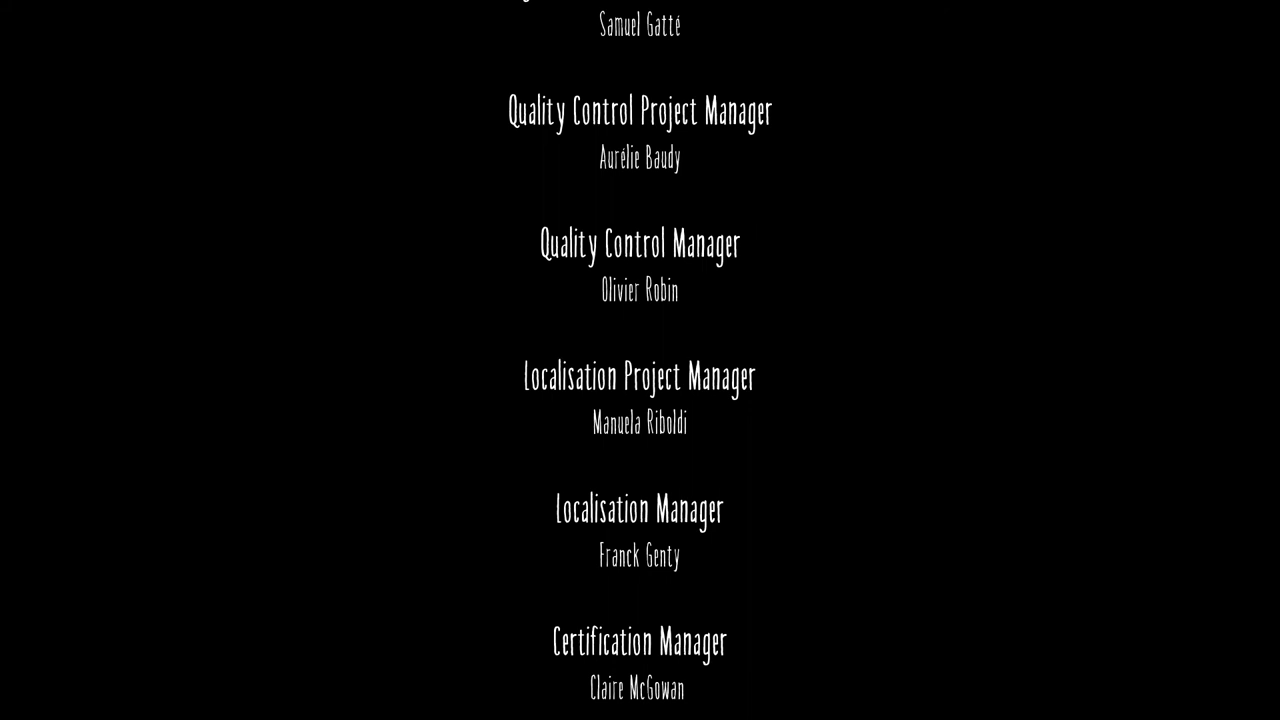 Samuel Gatté
Quality Control Project Manager
Aurélie Baudy
Quality Control Manager
Olivier Robin
Localisation Project Manager
Manuela Riboldi
Localisation Manager
Franck Genty
Certification Manager
Claire McGowan